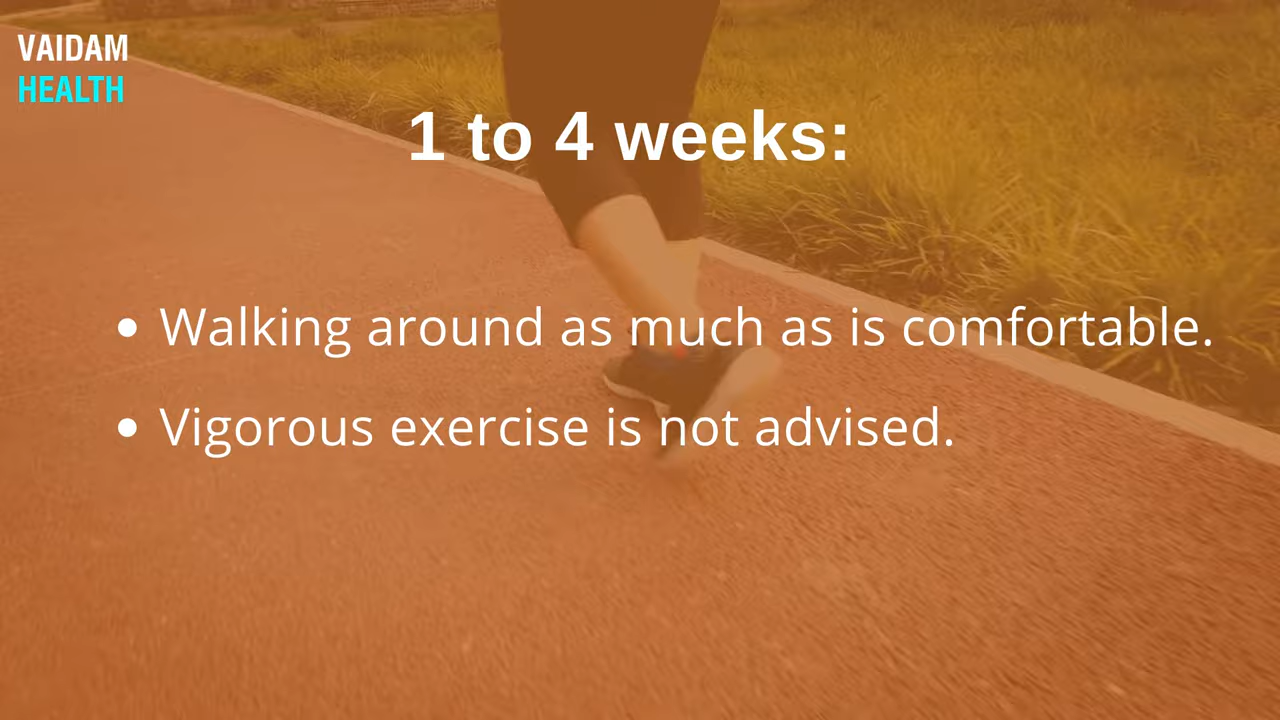 VAIDAM
HEALTH
1 to 4 weeks:
• Walking around as much as is comfortable.
• Vigorous exercise is not advised.